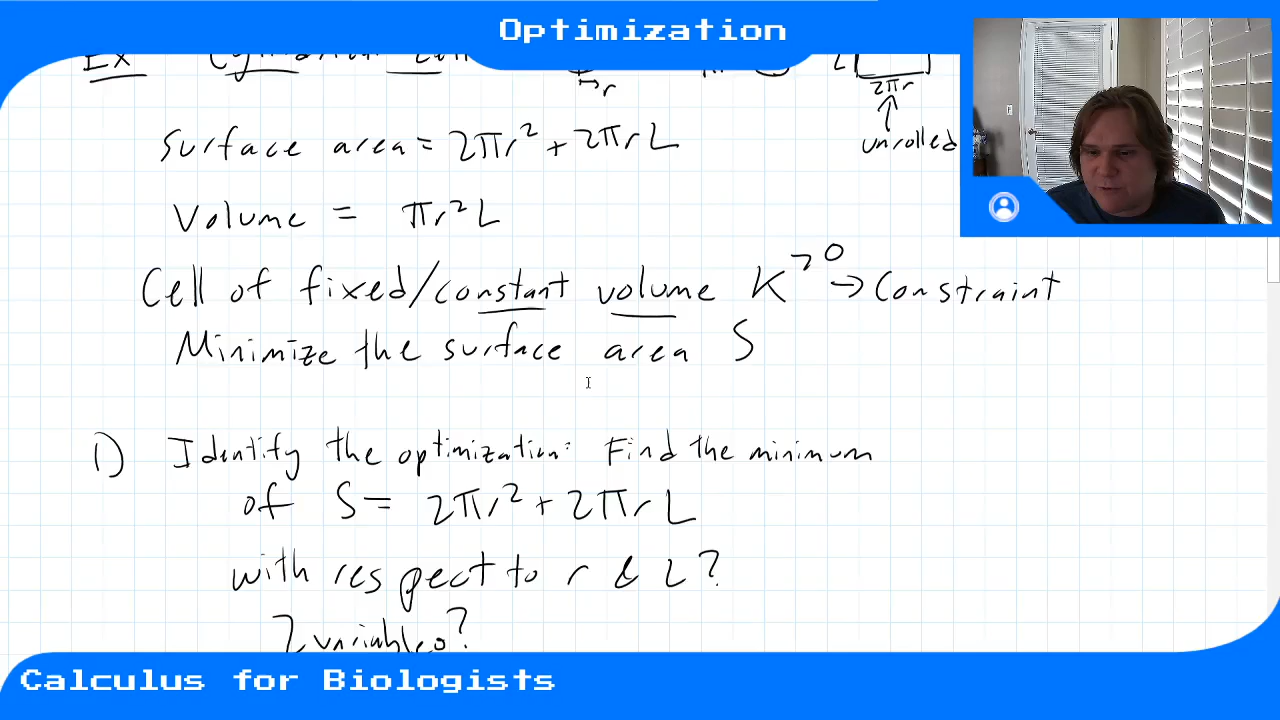 Optimization
Ex
L
r
2πr
unrolled
Surface area = 2πr² + 2πrL
Volume = πr²L
Cell of fixed/constant volume K > 0 → Constraint
Minimize the surface area S
1) Identify the optimization: Find the minimum
of S = 2πr² + 2πrL
with respect to r & L?
2 variables?
Calculus for Biologists